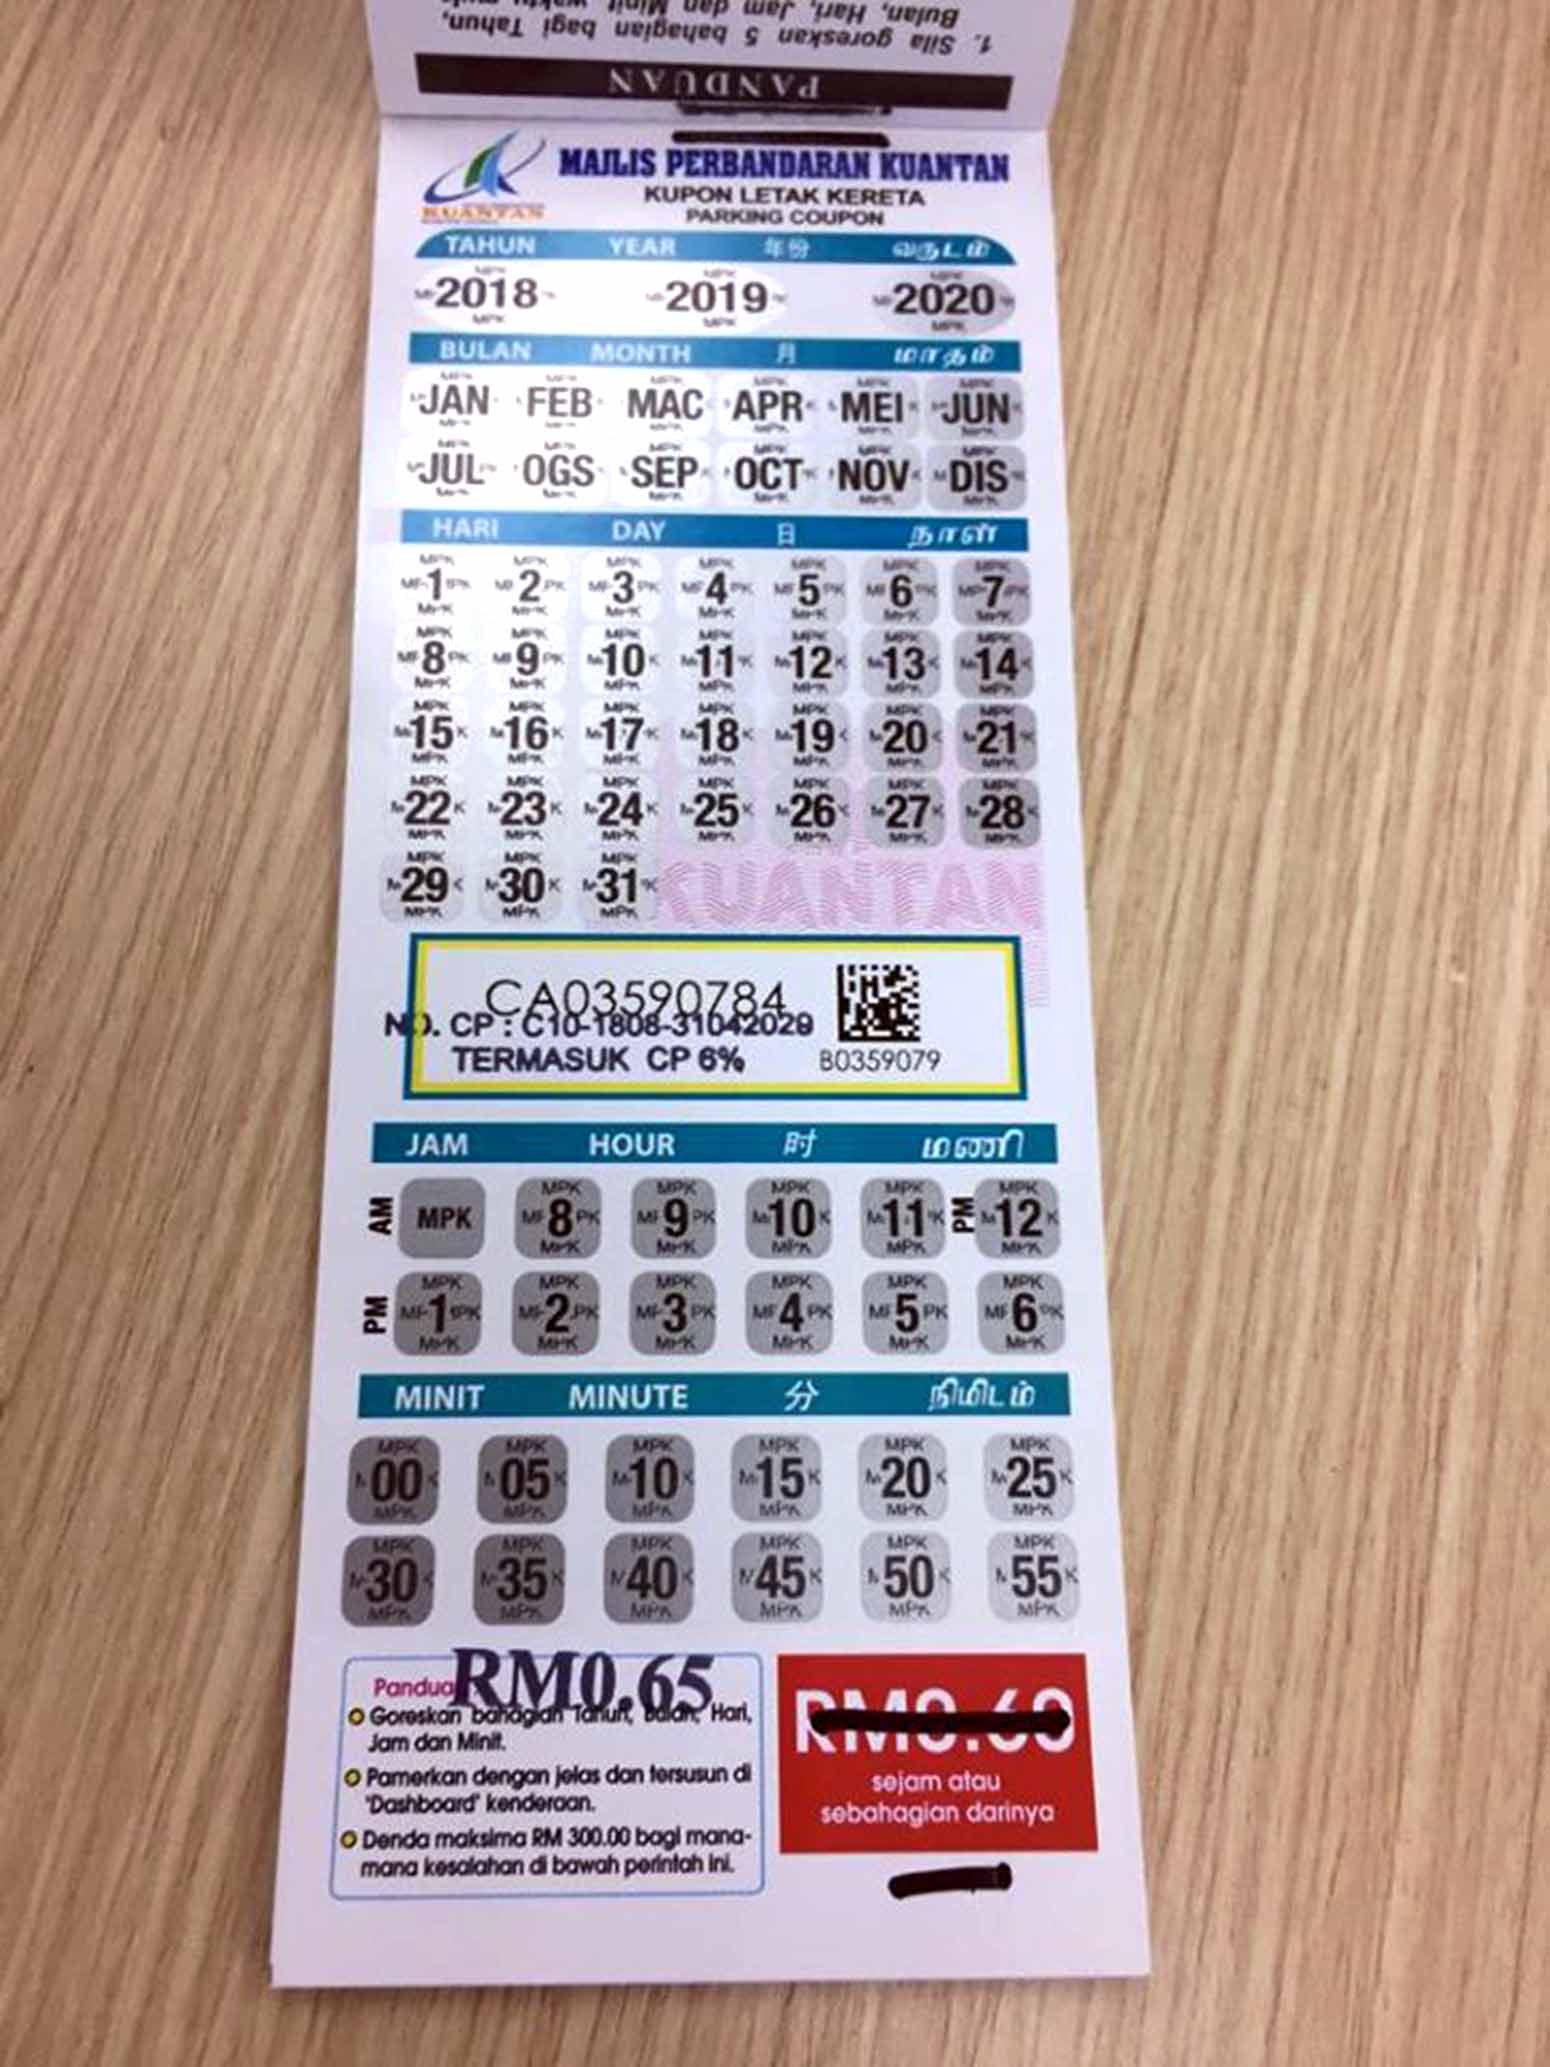 1. Sila goreskan 5 bahagian bagi Tahun,
Bulan, Hari, Jam dan Minit,
PANDUAN
KUANTAN
MAJLIS PERBANDARAN KUANTAN
KUPON LETAK KERETA
PARKING COUPON
TAHUN YEAR 年份 வருடம்
2018 2019 2020
BULAN MONTH 月 மாதம்
JAN FEB MAC APR MEI JUN
JUL OGS SEP OCT NOV DIS
HARI DAY 日 நாள்
1 2 3 4 5 6 7
8 9 10 11 12 13 14
15 16 17 18 19 20 21
22 23 24 25 26 27 28
29 30 31
KUANTAN
CA03590784
NO. CP : C10-1808-31042020
TERMASUK CP 6% B0359079
JAM HOUR 时 மணி
AM MPK 8 9 10 11 PM 12
PM 1 2 3 4 5 6
MINIT MINUTE 分 நிமிடம்
00 05 10 15 20 25
30 35 40 45 50 55
RM0.65
Goreskan bahagian Tahun, Bulan, Hari,
Jam dan Minit.
Pamerkan dengan jelas dan tersusun di
'Dashboard' kenderaan.
Denda maksima RM 300.00 bagi mana-
mana kesalahan di bawah perintah ini.
RM0.60
sejam atau
sebahagian darinya